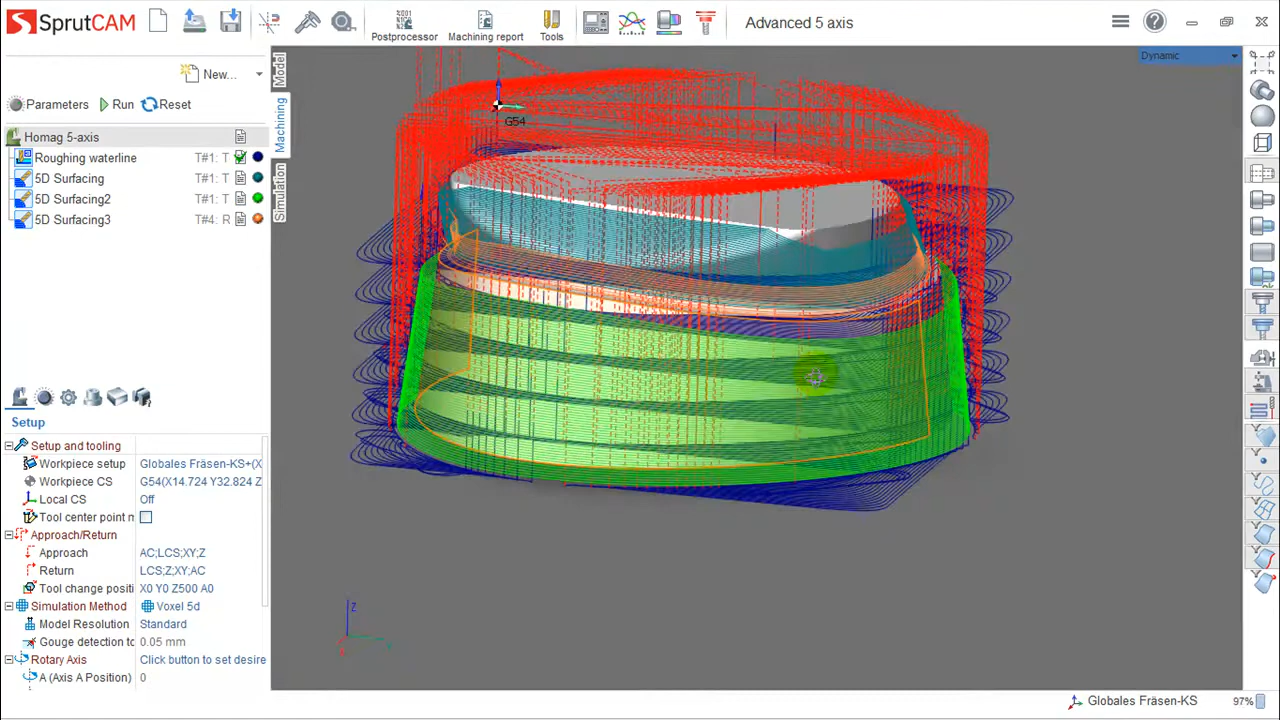 SprutCAM
%001
Postprocessor
Machining report
Tools
Advanced 5 axis
New...
Parameters
Run
Reset
Model
Machining
Simulation
Dynamic
Homag 5-axis
Roughing waterline T#1: T
5D Surfacing T#1: T
5D Surfacing2 T#1: T
5D Surfacing3 T#4: R
G54
Setup
Setup and tooling
Workpiece setup Globales Fräsen-KS+(X
Workpiece CS G54(X14.724 Y32.824 Z
Local CS Off
Tool center point m
Approach/Return
Approach AC;LCS;XY;Z
Return LCS;Z;XY;AC
Tool change positi X0 Y0 Z500 A0
Simulation Method Voxel 5d
Model Resolution Standard
Gouge detection to 0.05 mm
Rotary Axis Click button to set desire
A (Axis A Position) 0
Z
Globales Fräsen-KS
97%